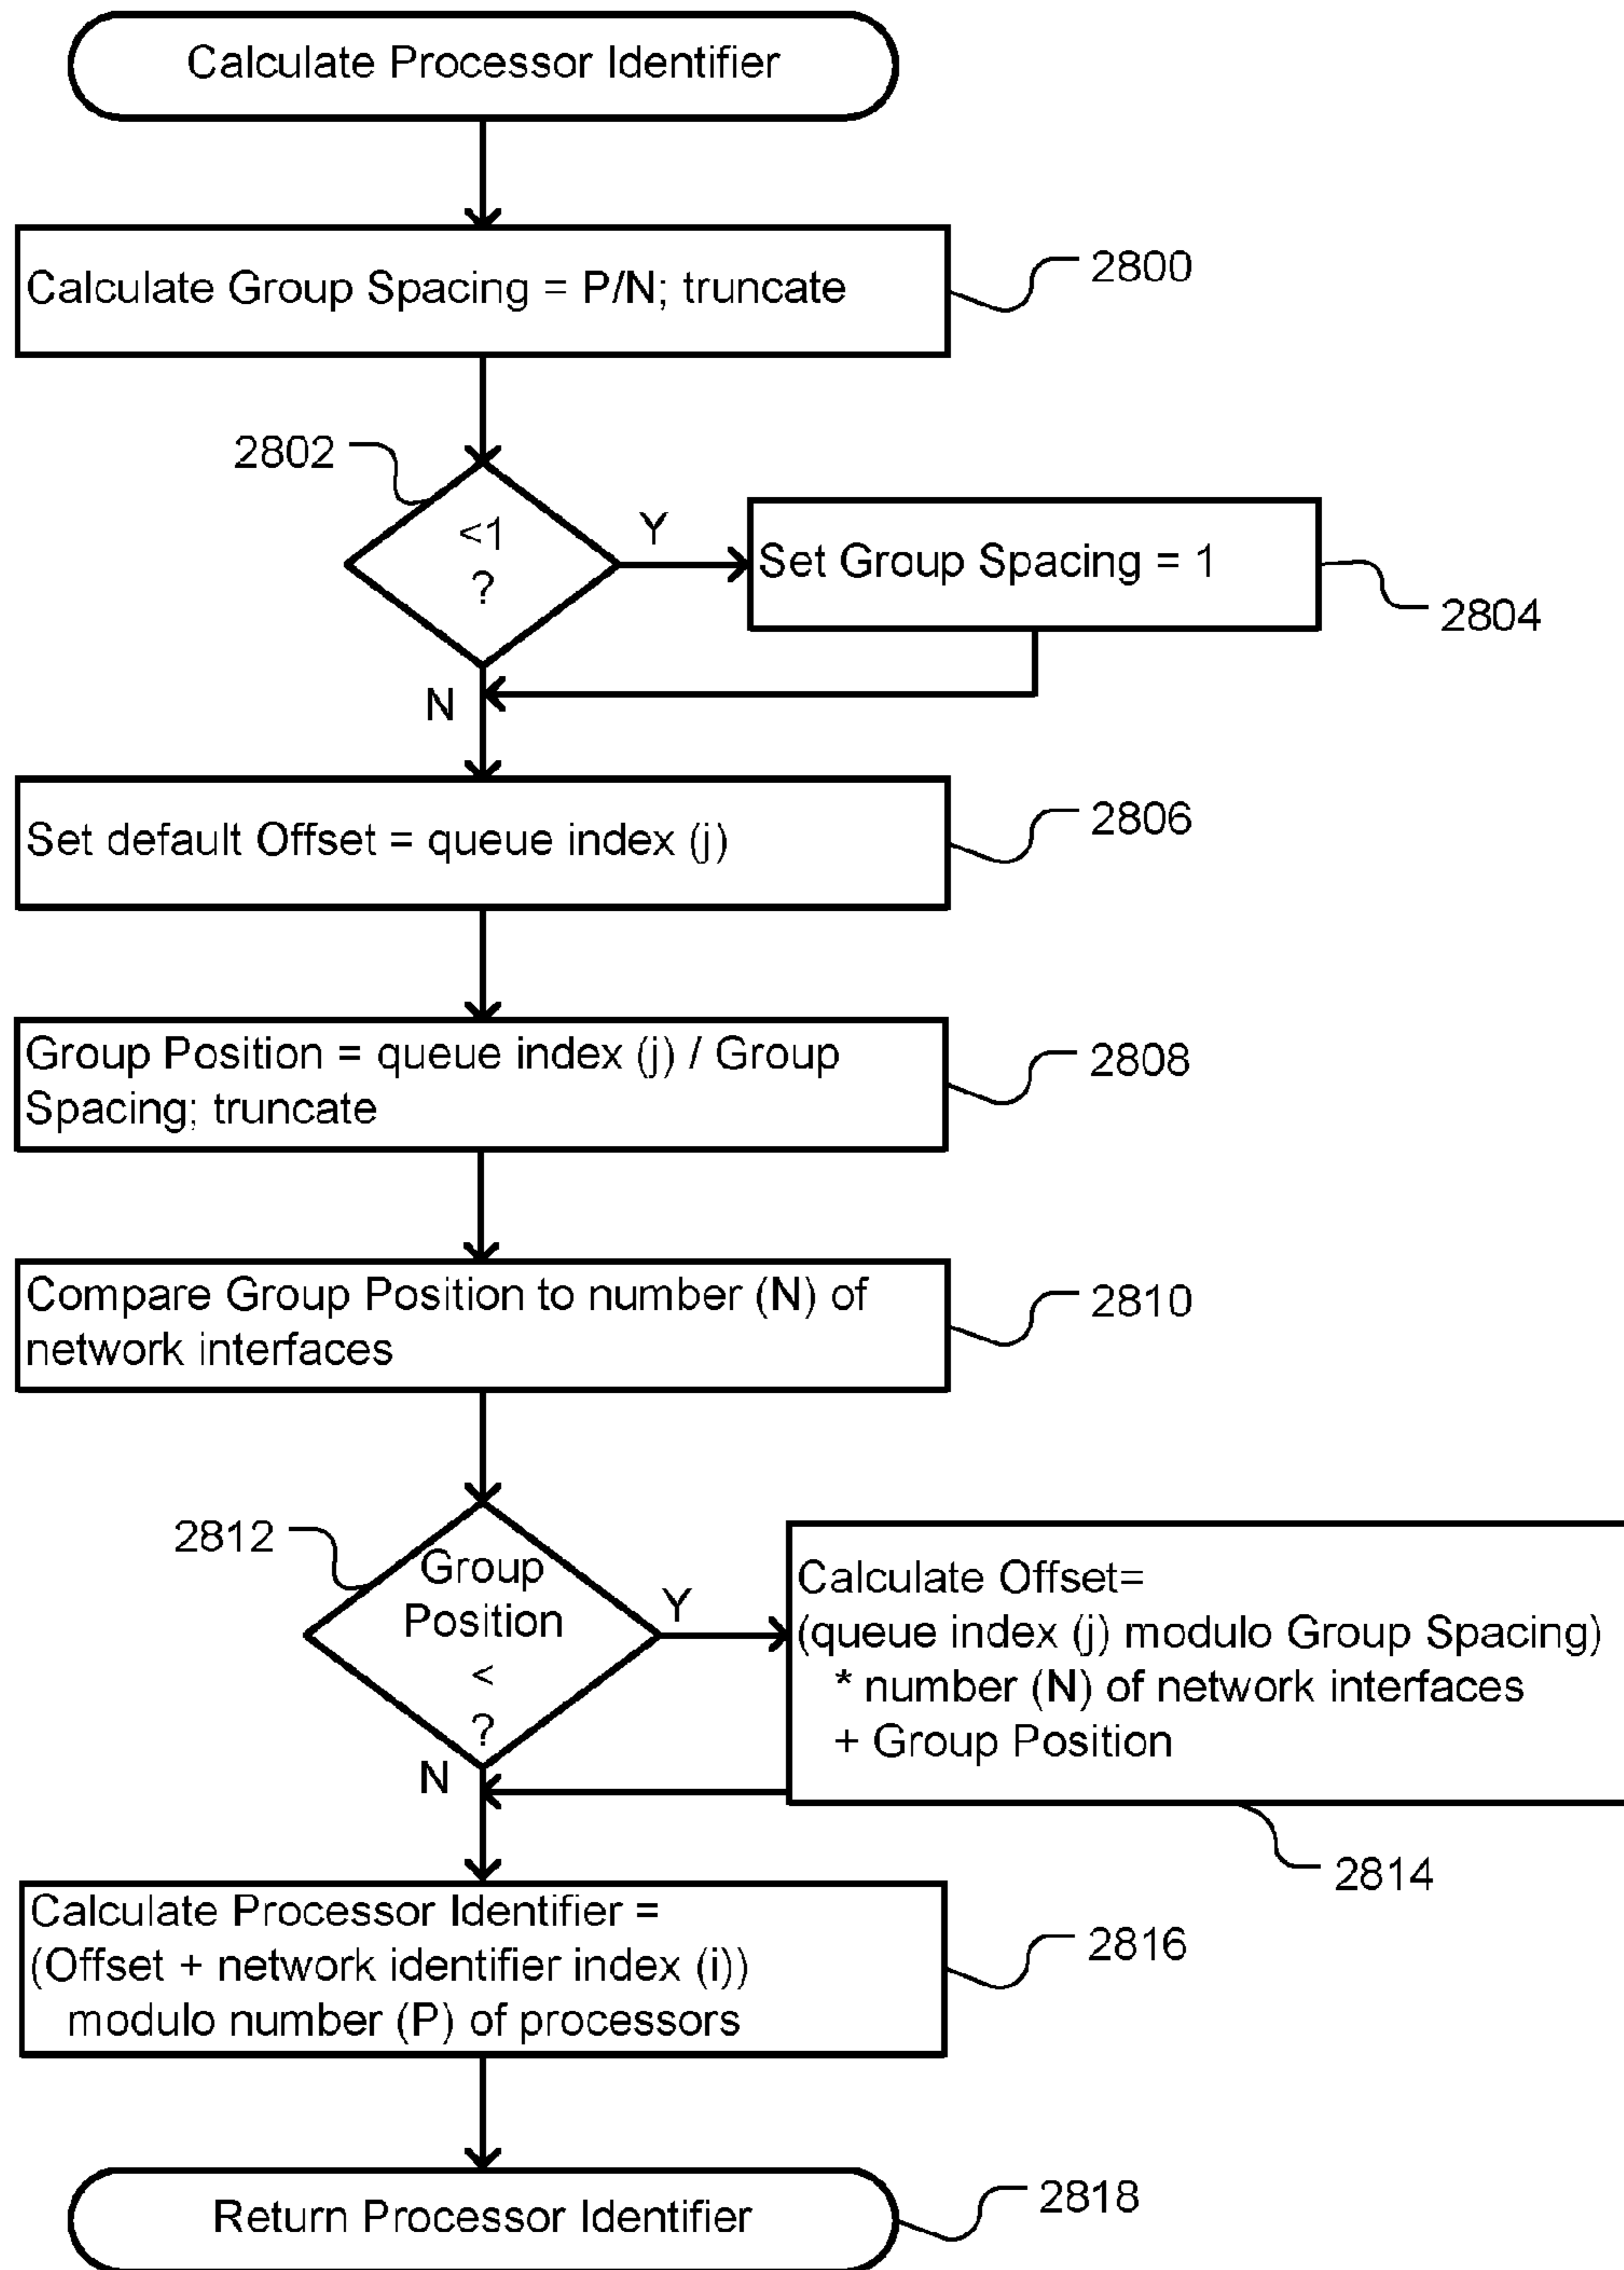 Calculate Processor Identifier
Calculate Group Spacing = P/N; truncate
2800
2802
<1
?
Y
Set Group Spacing = 1
2804
N
Set default Offset = queue index (j)
2806
Group Position = queue index (j) / Group
Spacing; truncate
2808
Compare Group Position to number (N) of
network interfaces
2810
2812
Group
Position
<
?
Y
Calculate Offset=
(queue index (j) modulo Group Spacing)
* number (N) of network interfaces
+ Group Position
2814
N
Calculate Processor Identifier =
(Offset + network identifier index (i))
modulo number (P) of processors
2816
Return Processor Identifier
2818